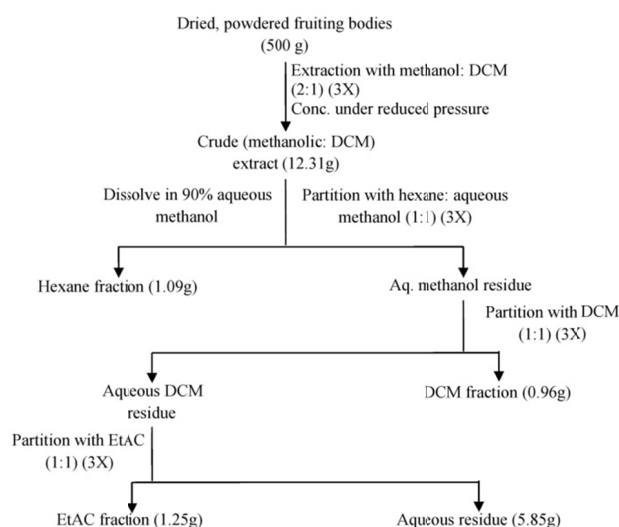 Dried, powdered fruiting bodies
(500 g)
Extraction with methanol: DCM
(2:1) (3X)
Conc. under reduced pressure
Crude (methanolic: DCM)
extract (12.31g)
Dissolve in 90% aqueous
methanol
Partition with hexane: aqueous
methanol (1:1) (3X)
Hexane fraction (1.09g)
Aq. methanol residue
Partition with DCM
(1:1) (3X)
Aqueous DCM
residue
DCM fraction (0.96g)
Partition with EtAC
(1:1) (3X)
EtAC fraction (1.25g)
Aqueous residue (5.85g)